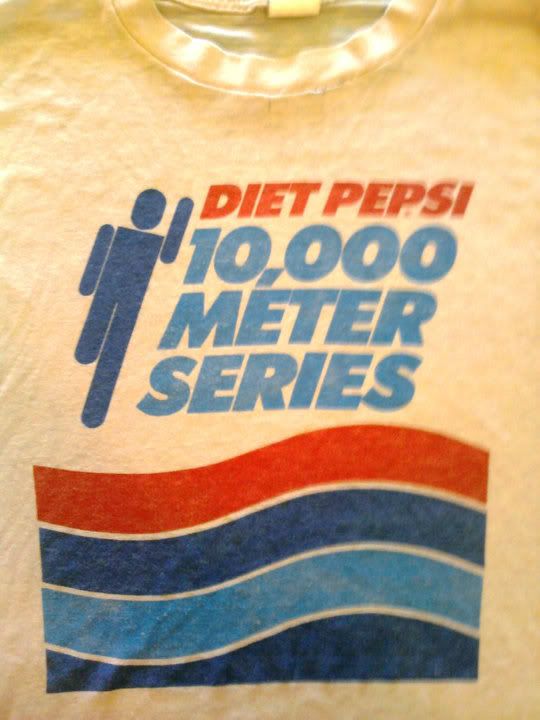 DIET PEPSI
10,000
METER
SERIES